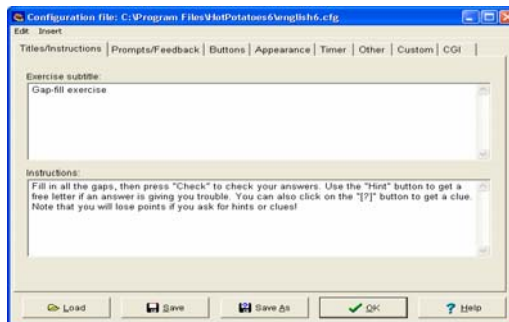 Configuration file: C:\Program Files\HotPotatoes6\english6.cfg
Edit Insert
Titles/Instructions Prompts/Feedback Buttons Appearance Timer Other Custom CGI
Exercise subtitle:
Gap-fill exercise
Instructions:
Fill in all the gaps, then press "Check" to check your answers. Use the "Hint" button to get a
free letter if an answer is giving you trouble. You can also click on the "[?]" button to get a clue.
Note that you will lose points if you ask for hints or clues!
Load Save Save As OK Help